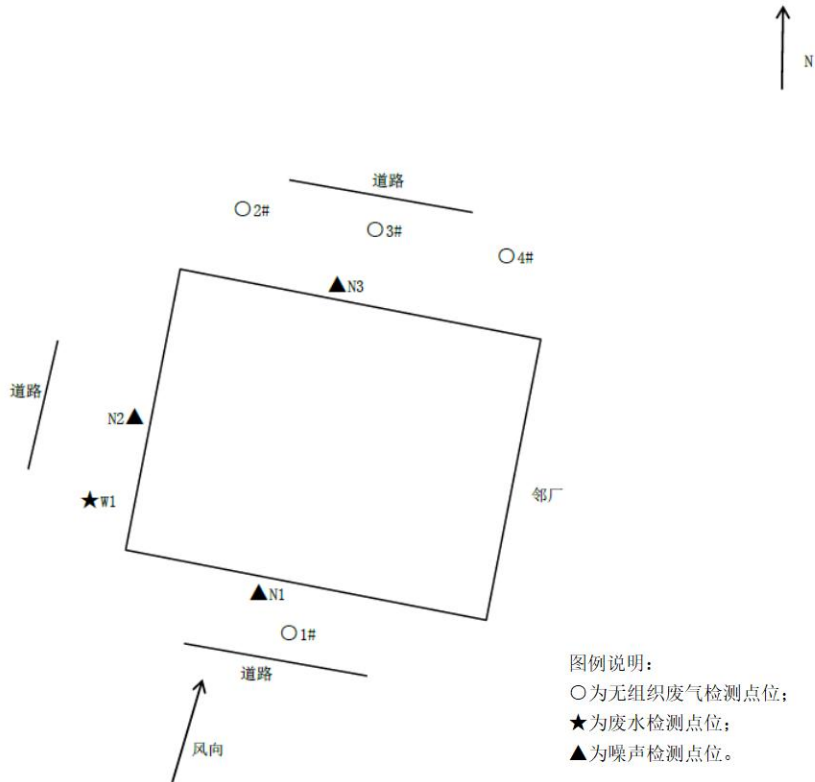 N
道路
○2#
○3#
○4#
▲N3
道路
N2▲
★W1
邻厂
▲N1
○1#
道路
风向
图例说明：
○为无组织废气检测点位；
★为废水检测点位；
▲为噪声检测点位。